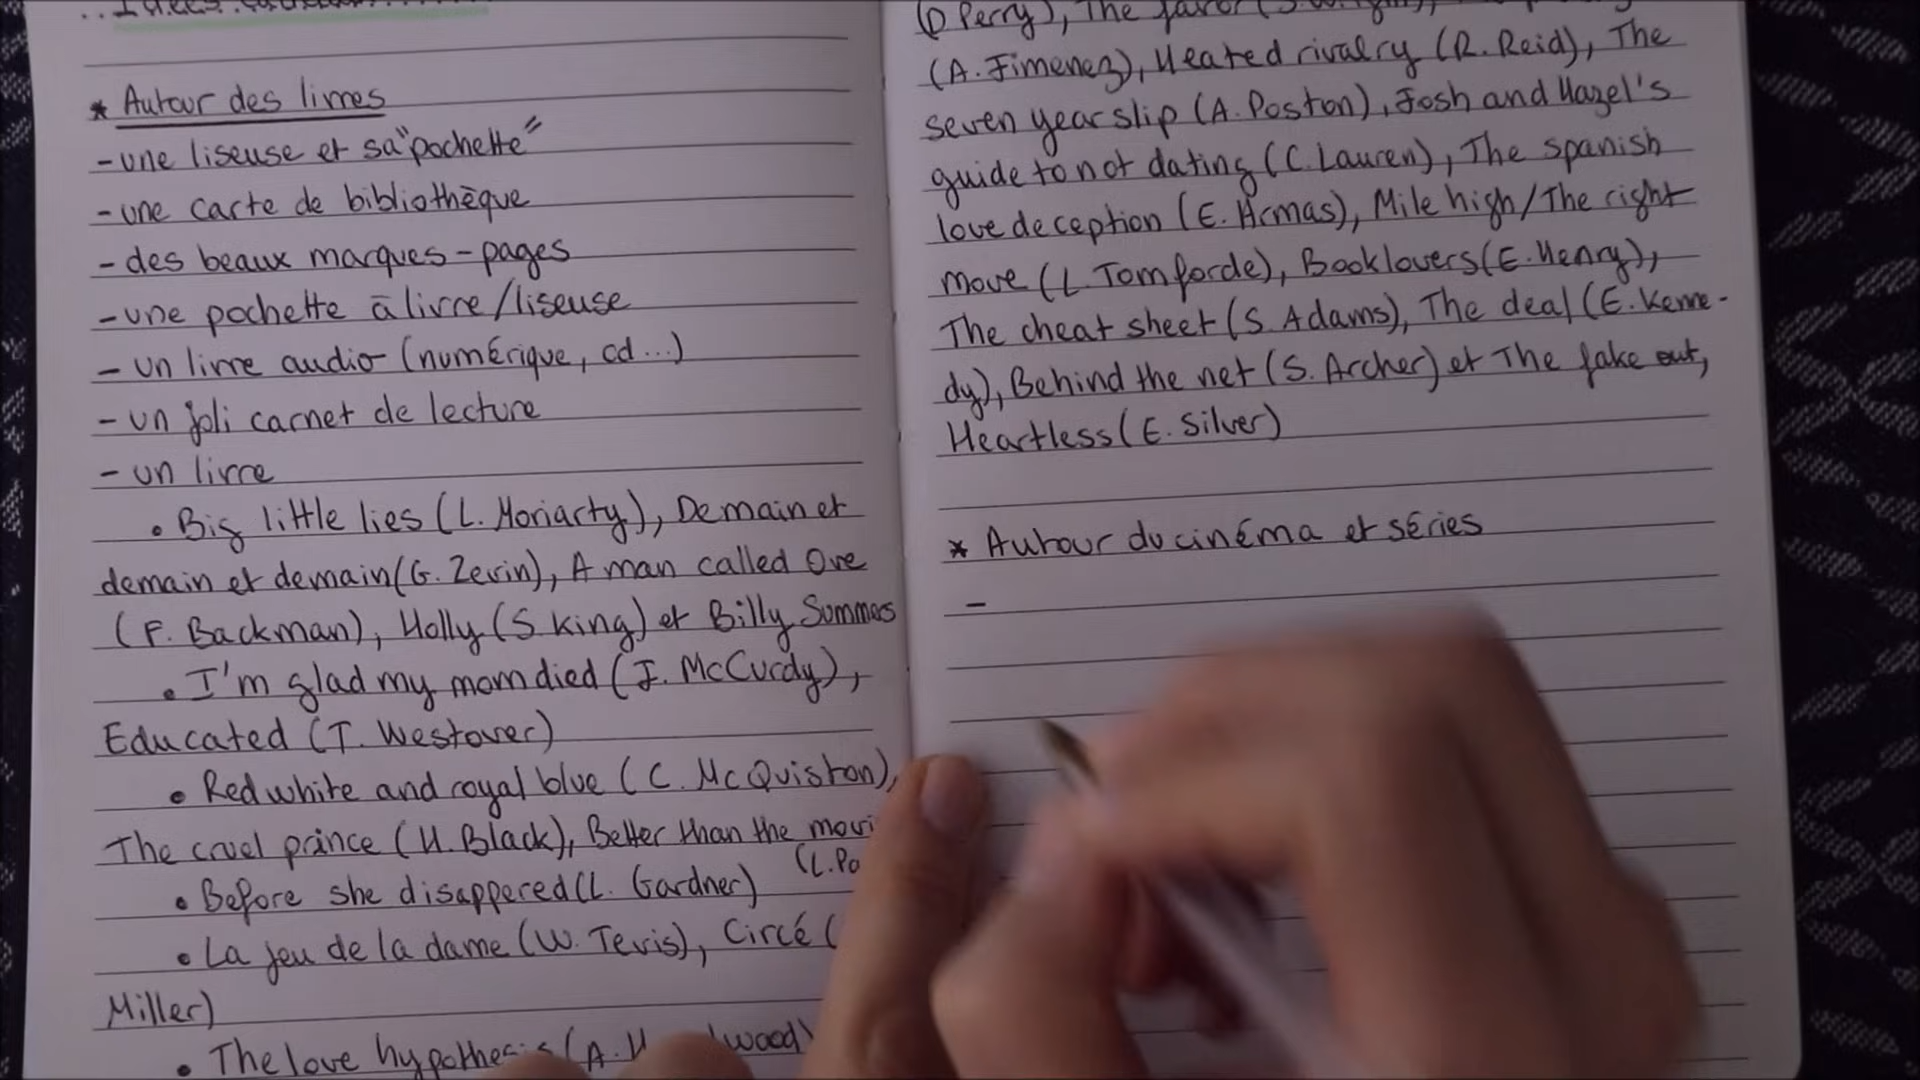 * Autour des livres
- une liseuse et sa "pochette"
- une carte de bibliothèque
- des beaux marques-pages
- une pochette à livre/liseuse
- un livre audio (numérique, cd...)
- un joli carnet de lecture
- un livre
• Big little lies (L. Moriarty), Demain et
demain et demain (G. Zevin), A man called Ove
(F. Backman), Holly (S. King) et Billy Summers
• I'm glad my mom died (J. McCurdy),
Educated (T. Westover)
• Red white and royal blue (C. McQuiston),
The cruel prince (H. Black), Better than the
(L.
• Before she disappered (L. Gardner)
• La jeu de la dame (W. Tevis), Circé (
Miller)
• The love hypothesis (A.
(D. Perry), The favor (S.
(A. Jimenez), Heated rivalry (R. Reid), The
seven year slip (A. Poston), Josh and Hazel's
guide to not dating (C. Lauren), The spanish
love deception (E. Armas), Mile high/The right
move (L. Tomforde), Booklovers (E. Henry),
The cheat sheet (S. Adams), The deal (E. Kenne-
dy), Behind the net (S. Archer) et The fake out,
Heartless (E. Silver)
* Autour du cinéma et séries
-